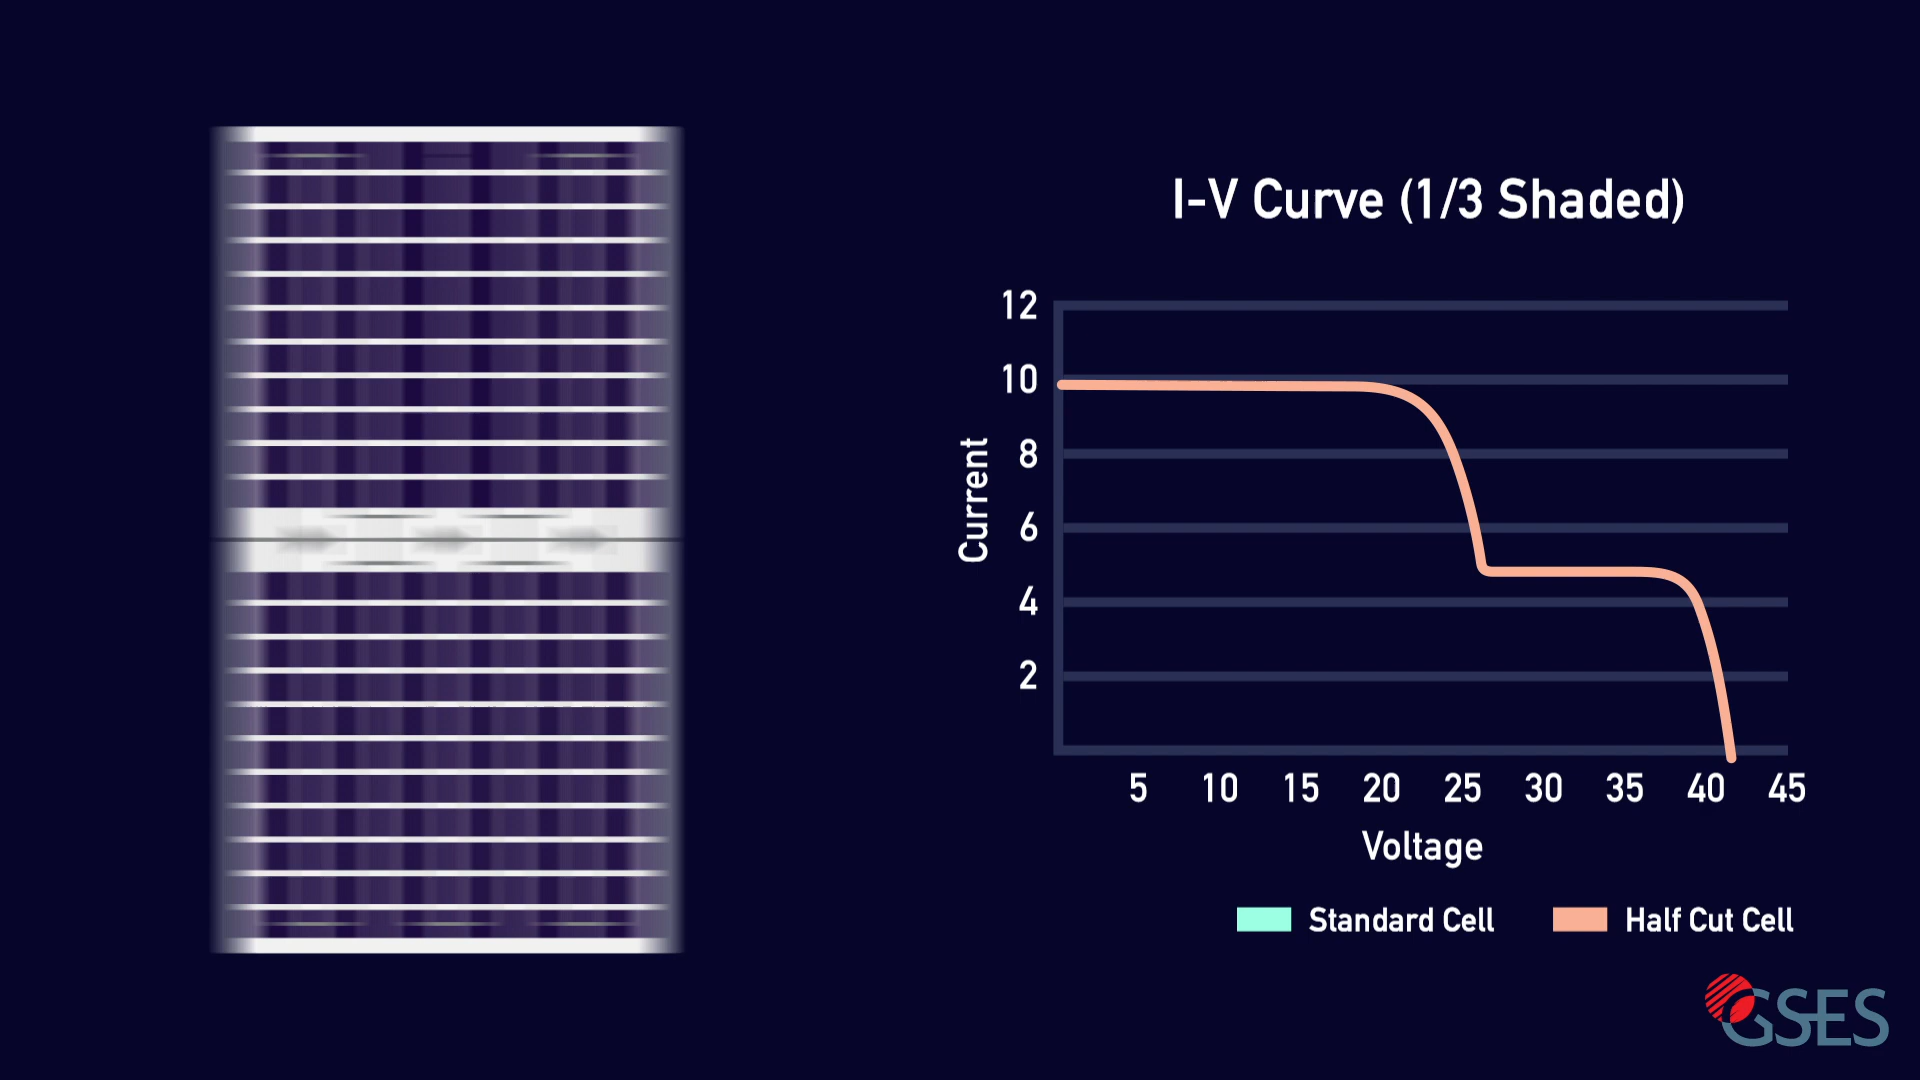 I-V Curve (1/3 Shaded)
12
10
8
6
4
2
Current
5 10 15 20 25 30 35 40 45
Voltage
Standard Cell Half Cut Cell
GSES